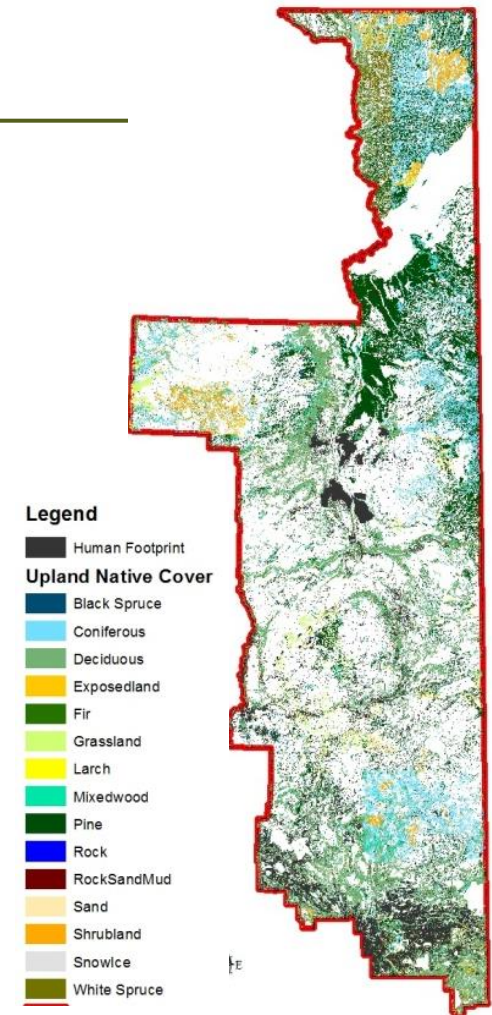 Legend
Human Footprint
Upland Native Cover
Black Spruce
Coniferous
Deciduous
Exposedland
Fir
Grassland
Larch
Mixedwood
Pine
Rock
RockSandMud
Sand
Shrubland
SnowIce
White Spruce
E